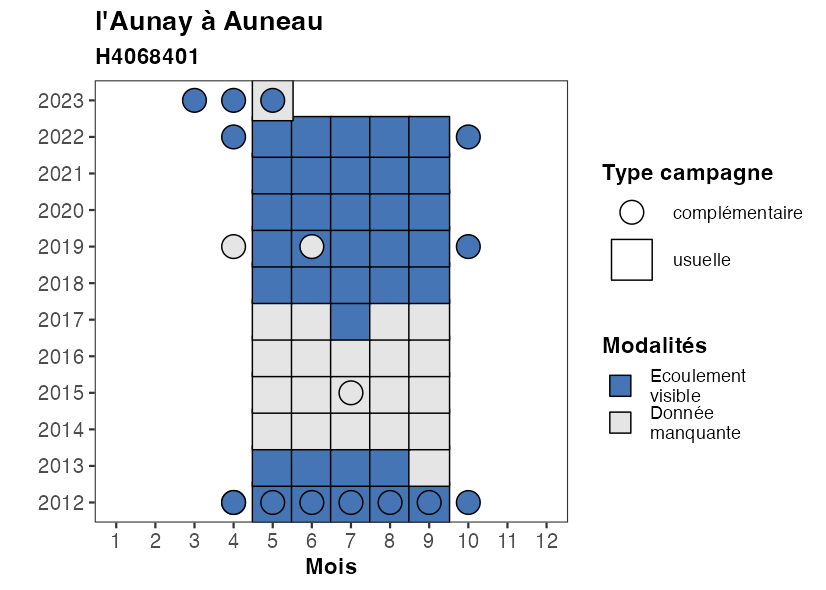 l'Aunay à Auneau
H4068401
2023
2022
2021
2020
2019
2018
2017
2016
2015
2014
2013
2012
1 2 3 4 5 6 7 8 9 10 11 12
Mois
Type campagne
complémentaire
usuelle
Modalités
Ecoulement
visible
Donnée
manquante